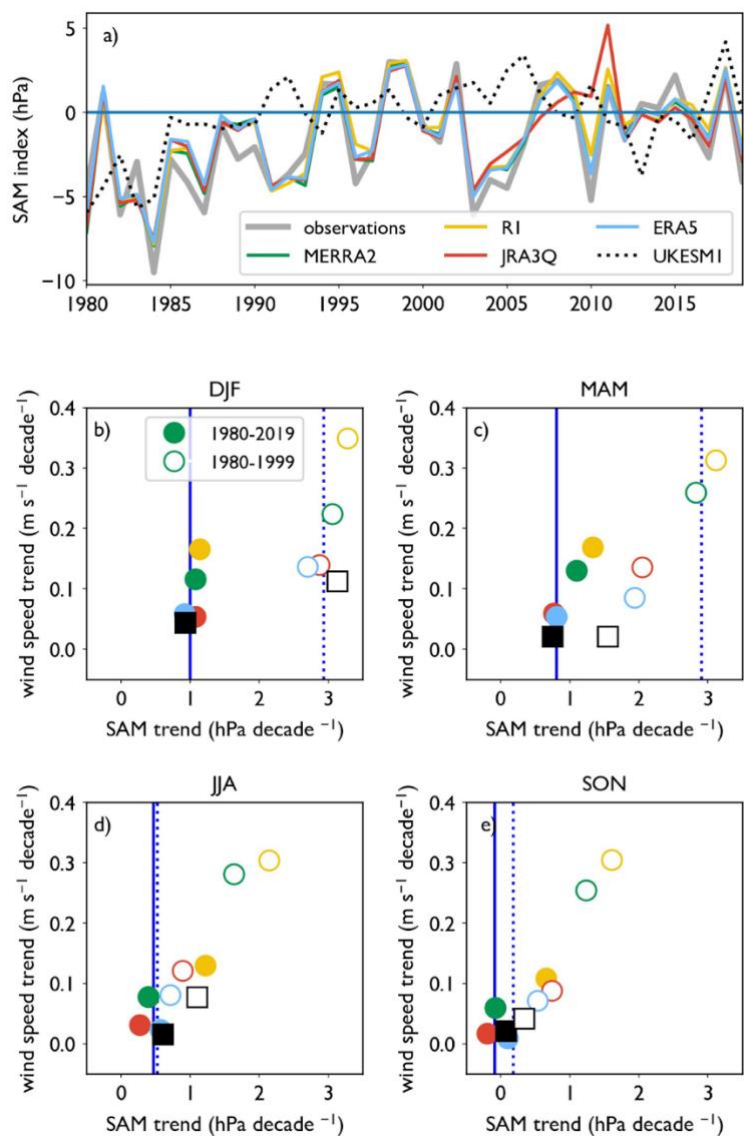 a)
SAM index (hPa)
5
0
−5
−10
observations R1 ERA5
MERRA2 JRA3Q UKESM1
1980 1985 1990 1995 2000 2005 2010 2015
DJF MAM
b)
1980-2019
1980-1999
c)
wind speed trend (m s⁻¹ decade⁻¹)
0.4
0.3
0.2
0.1
0.0
0 1 2 3
SAM trend (hPa decade ⁻¹)
wind speed trend (m s⁻¹ decade⁻¹)
0.4
0.3
0.2
0.1
0.0
0 1 2 3
SAM trend (hPa decade ⁻¹)
JJA SON
d)
wind speed trend (m s⁻¹ decade⁻¹)
0.4
0.3
0.2
0.1
0.0
0 1 2 3
SAM trend (hPa decade ⁻¹)
e)
wind speed trend (m s⁻¹ decade⁻¹)
0.4
0.3
0.2
0.1
0.0
0 1 2 3
SAM trend (hPa decade ⁻¹)